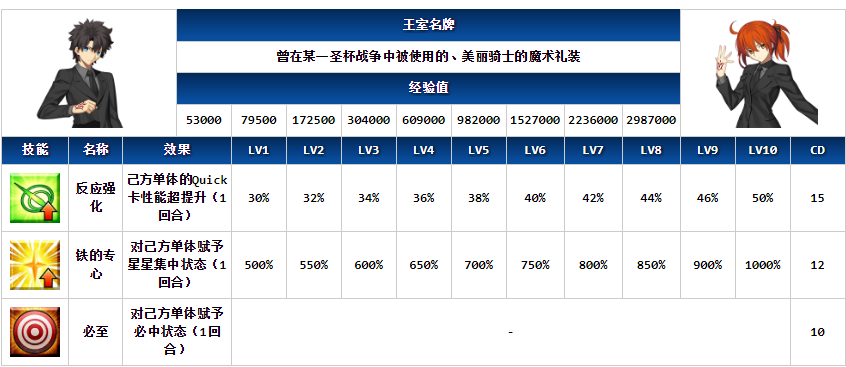 王室名牌
曾在某一圣杯战争中被使用的、美丽骑士的魔术礼装
经验值
53000 79500 172500 304000 609000 982000 1527000 2236000 2987000
技能 名称 效果 LV1 LV2 LV3 LV4 LV5 LV6 LV7 LV8 LV9 LV10 CD
反应强
化
己方单体的Quick
卡性能超提升（1
回合）
30% 32% 34% 36% 38% 40% 42% 44% 46% 50% 15
铁的专
心
对己方单体赋予
星星集中状态（1
回合）
500% 550% 600% 650% 700% 750% 800% 850% 900% 1000% 12
必至
对己方单体赋予
必中状态（1回
合）
- 10